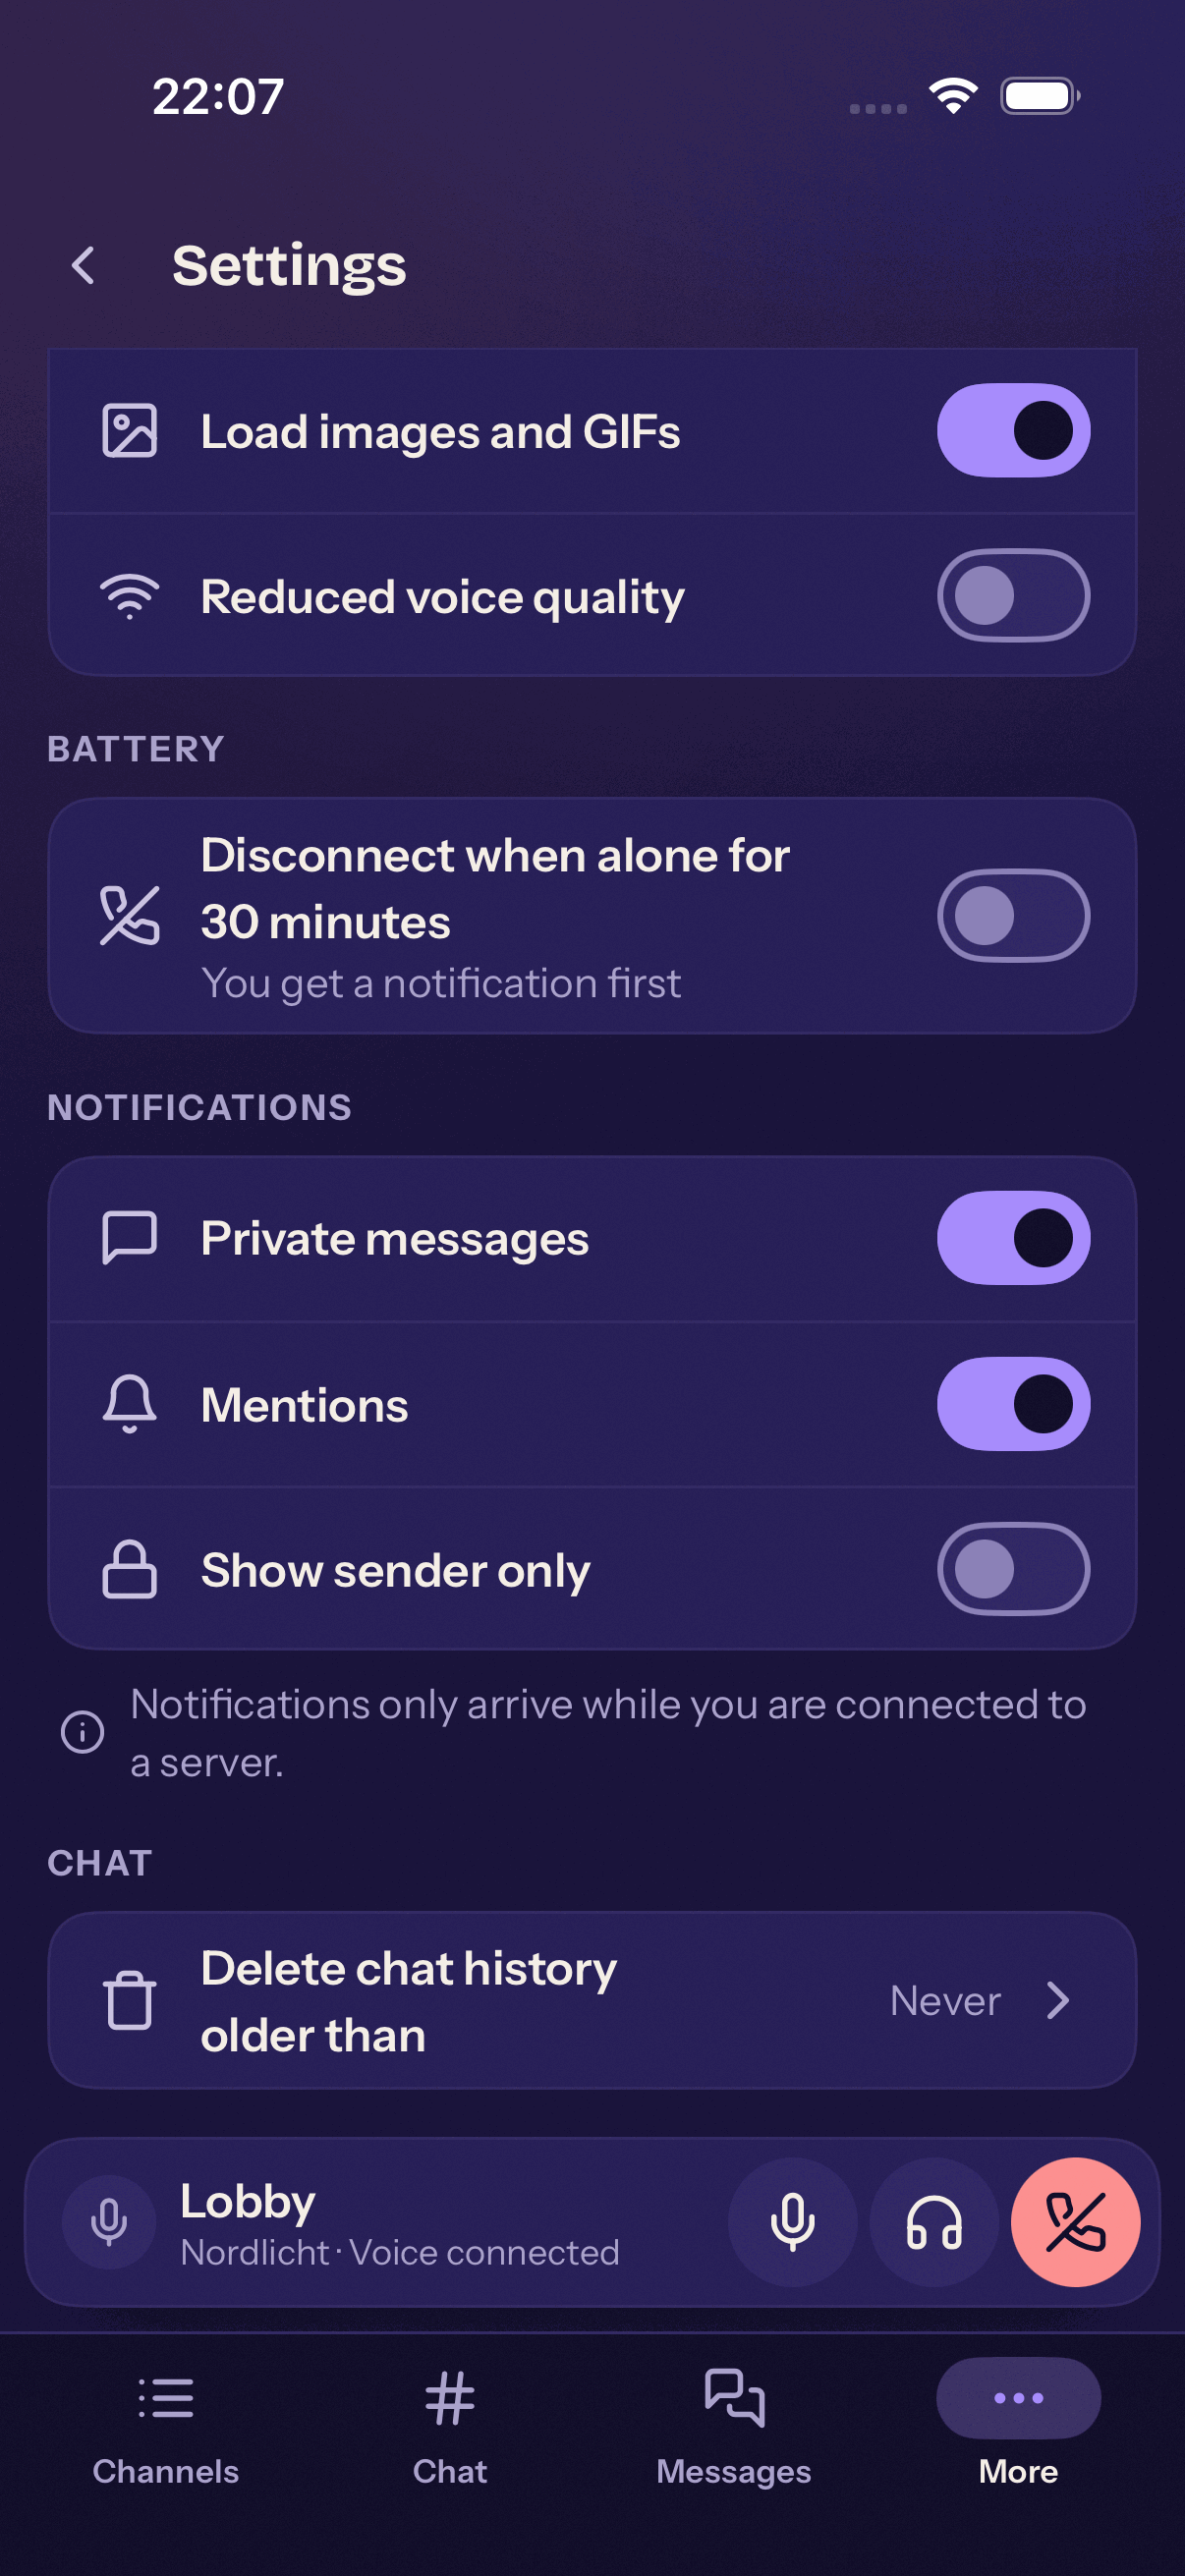 22:07
Settings
Load images and GIFs
Reduced voice quality
BATTERY
Disconnect when alone for
30 minutes
You get a notification first
NOTIFICATIONS
Private messages
Mentions
Show sender only
Notifications only arrive while you are connected to
a server.
CHAT
Delete chat history
older than
Never
Lobby
Nordlicht · Voice connected
Channels
Chat
Messages
More